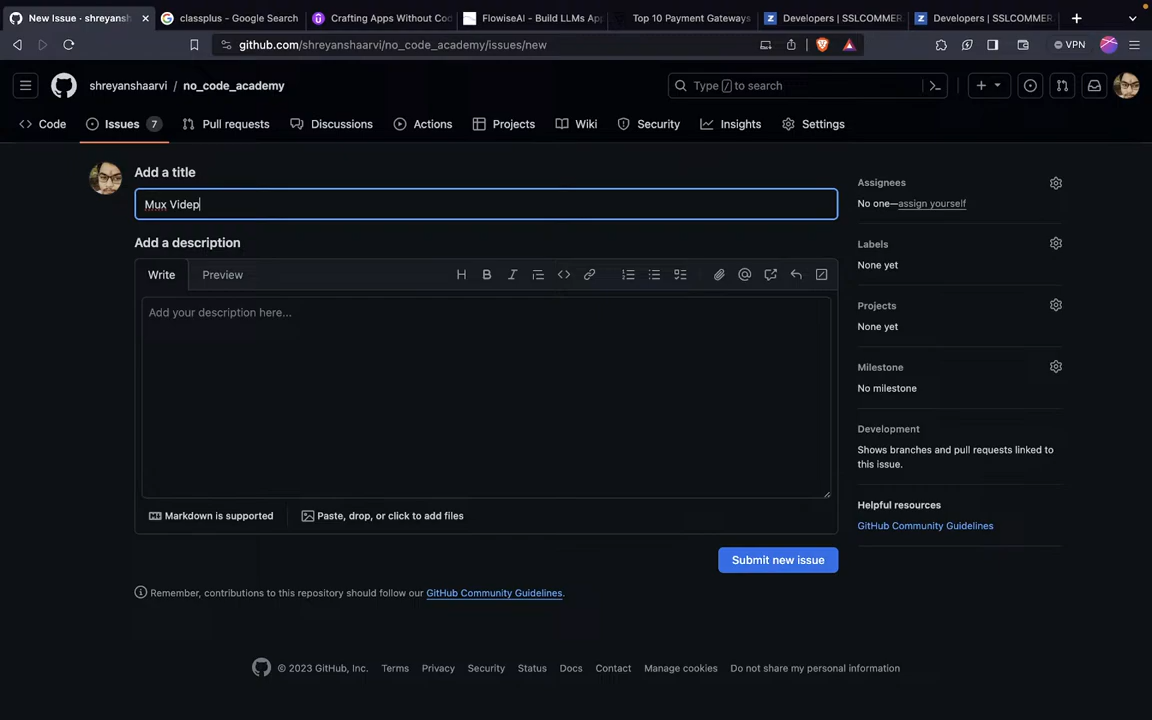 New Issue · shreyansh
classplus - Google Search
Crafting Apps Without Co
FlowiseAI - Build LLMs Ap
Top 10 Payment Gateways
Developers | SSLCOMMER
Developers | SSLCOMMER
github.com/shreyanshaarvi/no_code_academy/issues/new
VPN
shreyanshaarvi / no_code_academy
Type / to search
Code
Issues 7
Pull requests
Discussions
Actions
Projects
Wiki
Security
Insights
Settings
Add a title
Mux Videp
Add a description
Write
Preview
H B I
Add your description here...
Markdown is supported
Paste, drop, or click to add files
Submit new issue
Remember, contributions to this repository should follow our GitHub Community Guidelines.
Assignees
No one—assign yourself
Labels
None yet
Projects
None yet
Milestone
No milestone
Development
Shows branches and pull requests linked to
this issue.
Helpful resources
GitHub Community Guidelines
© 2023 GitHub, Inc.
Terms
Privacy
Security
Status
Docs
Contact
Manage cookies
Do not share my personal information